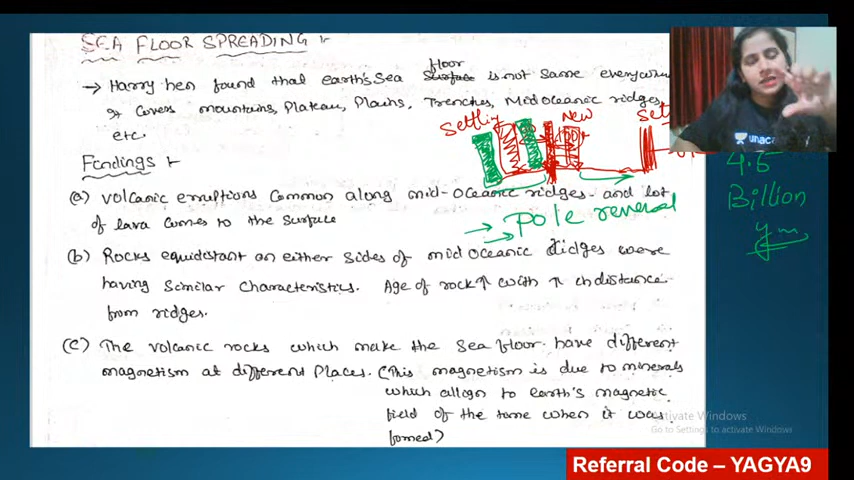 SEA FLOOR SPREADING :-
floor
→ Harry hen found that earth's Sea surface is not same everywhere
It covers mountains, Plateau, Plains, Trenches, Mid Oceanic ridges,
etc.
Settling New
Findings :-
(a) volcanic eruptions common along mid-oceanic ridges. and lot
of lava comes to the surface
→ pole reversal
(b) Rocks equidistant on either sides of mid oceanic ridges were
having similar characteristics. Age of rock↑ with ↑ in distance
from ridges.
(c) The volcanic rocks which make the Sea floor have different
magnetism at different Places. (This magnetism is due to minerals
which allign to earth's magnetic
field of the time when it was
formed)
4.6
Billion
Activate Windows
Go to Settings to activate Windows
Referral Code – YAGYA9